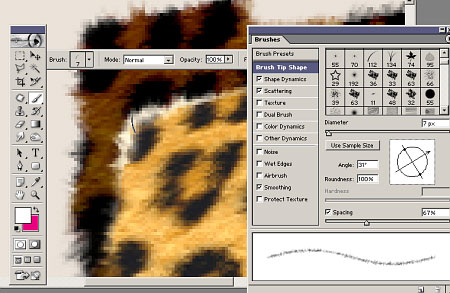 Brush: 7 Mode: Normal Opacity: 100% F
Brushes
Brush Presets
Brush Tip Shape
Shape Dynamics
Scattering
Texture
Dual Brush
Color Dynamics
Other Dynamics
Noise
Wet Edges
Airbrush
Smoothing
Protect Texture
55 70 112 134 74 95
29 192 36 33 63 66
39 63 11 48 32 55
Diameter 7 px
Use Sample Size
Angle: 31°
Roundness: 100%
Hardness
Spacing 67%